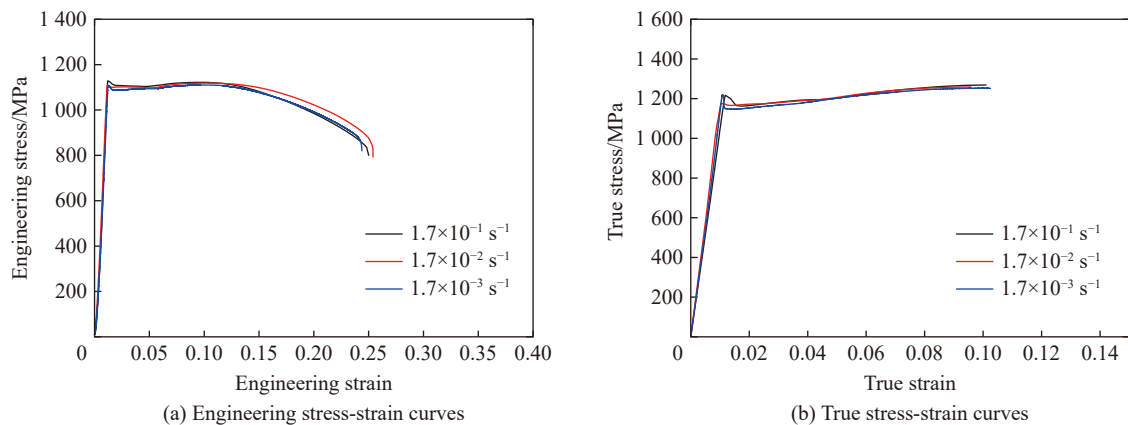 1 400
1 200
1 000
800
600
400
200
0
0.05
0.10
0.15
0.20
0.25
0.30
0.35
0.40
Engineering stress/MPa
Engineering strain
1.7×10⁻¹ s⁻¹
1.7×10⁻² s⁻¹
1.7×10⁻³ s⁻¹
(a) Engineering stress-strain curves
1 600
1 400
1 200
1 000
800
600
400
200
0
0.02
0.04
0.06
0.08
0.10
0.12
0.14
True stress/MPa
True strain
1.7×10⁻¹ s⁻¹
1.7×10⁻² s⁻¹
1.7×10⁻³ s⁻¹
(b) True stress-strain curves